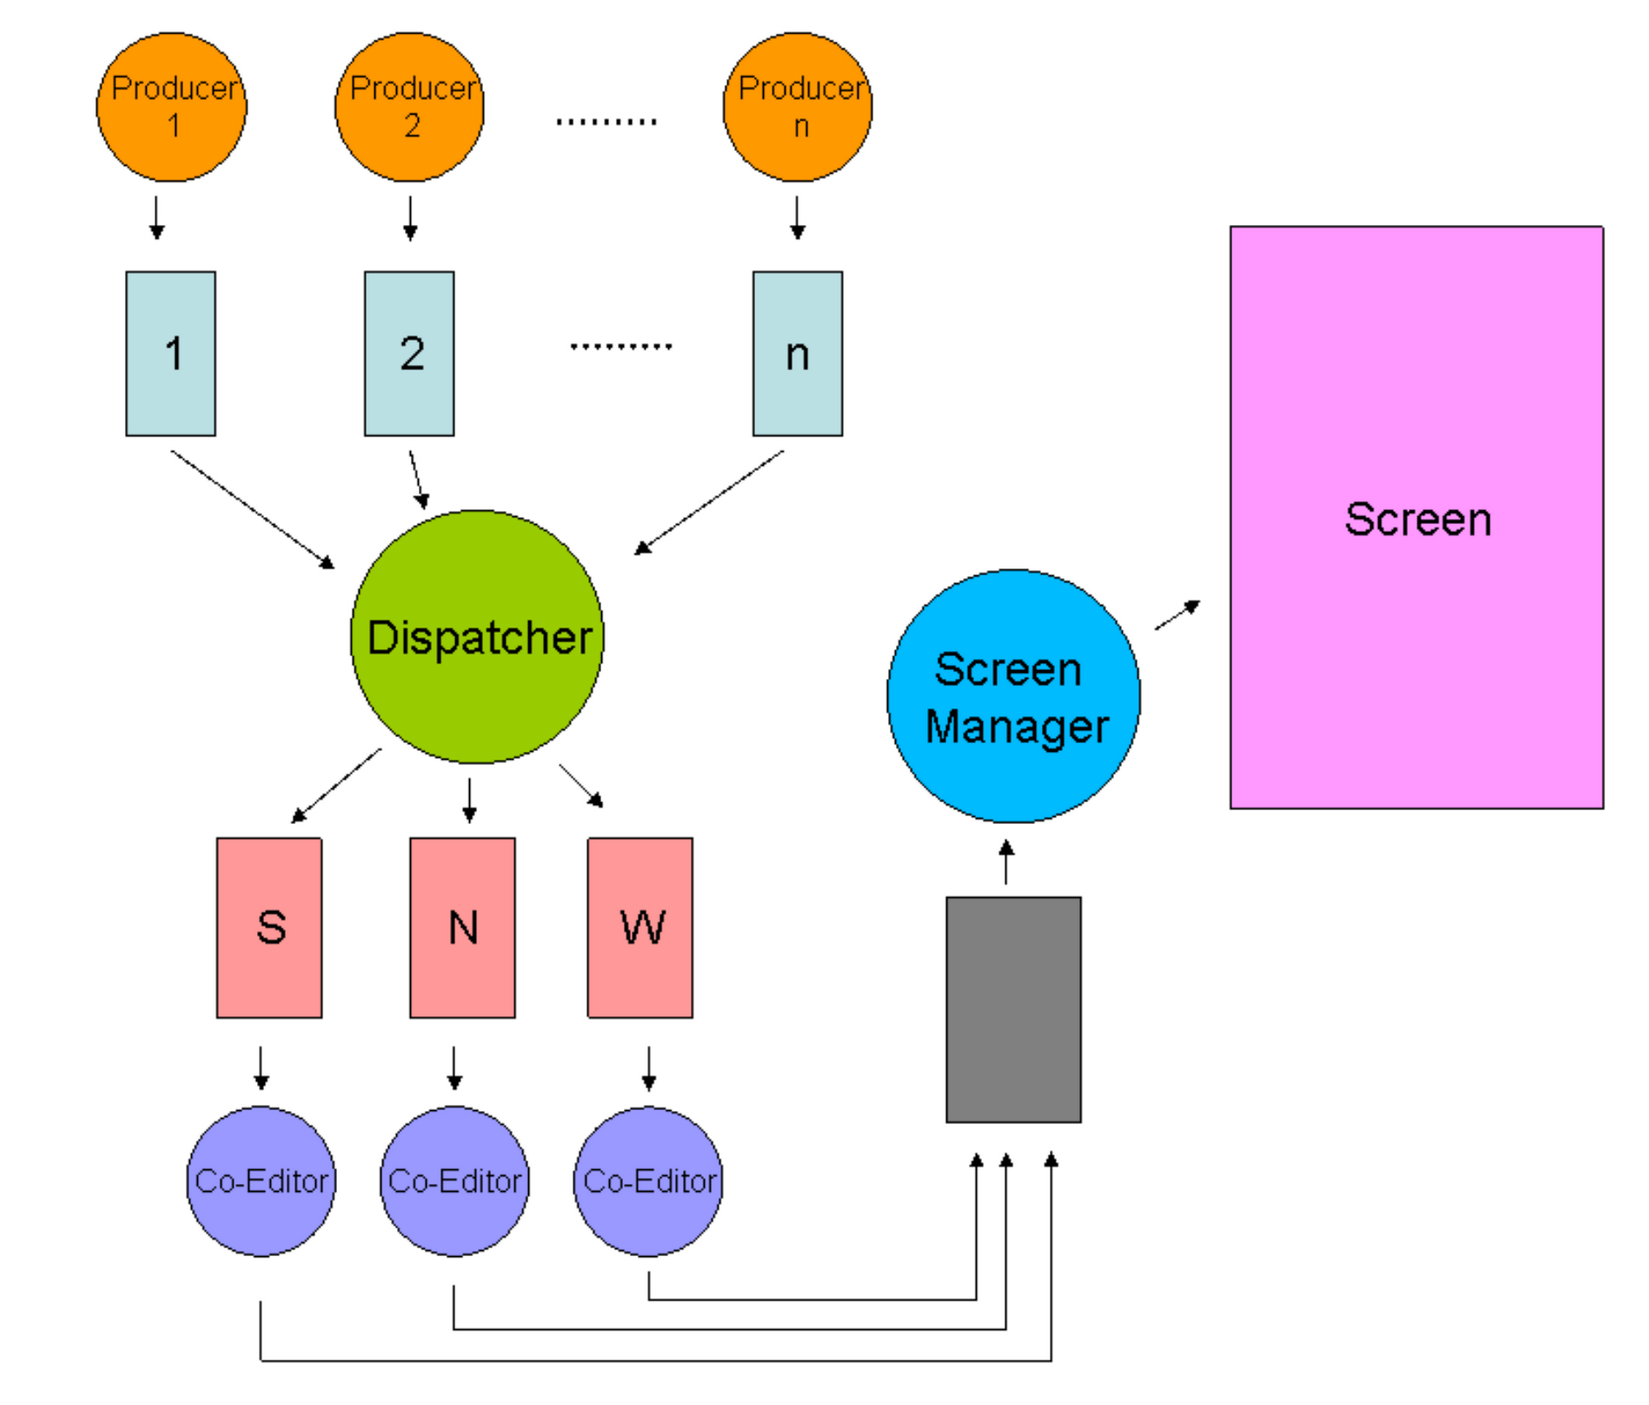 Producer
1
Producer
2
.........
Producer
n
1
2
.........
n
Dispatcher
Screen
Manager
Screen
S
N
W
Co-Editor
Co-Editor
Co-Editor